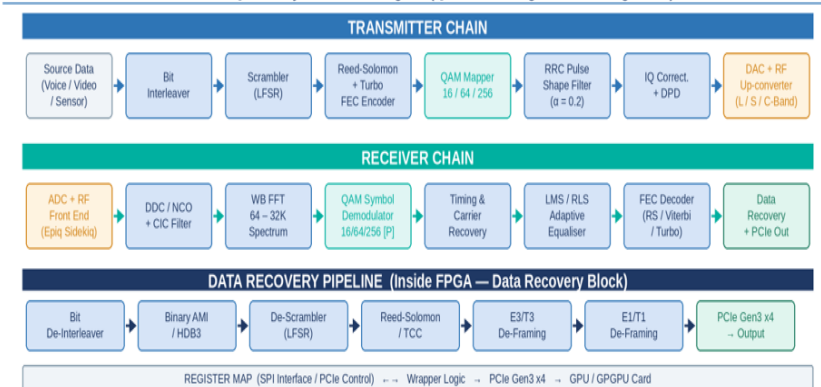 TRANSMITTER CHAIN
Source Data
(Voice / Video
/ Sensor)
Bit
Interleaver
Scrambler
(LFSR)
Reed-Solomon
+ Turbo
FEC Encoder
QAM Mapper
16 / 64 / 256
RRC Pulse
Shape Filter
(α = 0.2)
IQ Correct.
+ DPD
DAC + RF
Up-converter
(L / S / C-Band)
RECEIVER CHAIN
ADC + RF
Front End
(Epiq Sidekiq)
DDC / NCO
+ CIC Filter
WB FFT
64 – 32K
Spectrum
QAM Symbol
Demodulator
16/64/256 [P]
Timing &
Carrier
Recovery
LMS / RLS
Adaptive
Equaliser
FEC Decoder
(RS / Viterbi
/ Turbo)
Data
Recovery
+ PCIe Out
DATA RECOVERY PIPELINE (Inside FPGA — Data Recovery Block)
Bit
De-Interleaver
Binary AMI
/ HDB3
De-Scrambler
(LFSR)
Reed-Solomon
/ TCC
E3/T3
De-Framing
E1/T1
De-Framing
PCIe Gen3 x4
→ Output
REGISTER MAP (SPI Interface / PCIe Control) ←→ Wrapper Logic → PCIe Gen3 x4 → GPU / GPGPU Card